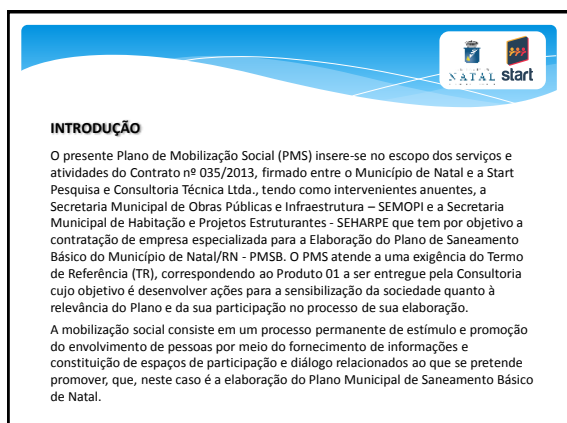 NATAL start
INTRODUÇÃO
O presente Plano de Mobilização Social (PMS) insere-se no escopo dos serviços e
atividades do Contrato nº 035/2013, firmado entre o Município de Natal e a Start
Pesquisa e Consultoria Técnica Ltda., tendo como intervenientes anuentes, a
Secretaria Municipal de Obras Públicas e Infraestrutura – SEMOPI e a Secretaria
Municipal de Habitação e Projetos Estruturantes - SEHARPE que tem por objetivo a
contratação de empresa especializada para a Elaboração do Plano de Saneamento
Básico do Município de Natal/RN - PMSB. O PMS atende a uma exigência do Termo
de Referência (TR), correspondendo ao Produto 01 a ser entregue pela Consultoria
cujo objetivo é desenvolver ações para a sensibilização da sociedade quanto à
relevância do Plano e da sua participação no processo de sua elaboração.
A mobilização social consiste em um processo permanente de estímulo e promoção
do envolvimento de pessoas por meio do fornecimento de informações e
constituição de espaços de participação e diálogo relacionados ao que se pretende
promover, que, neste caso é a elaboração do Plano Municipal de Saneamento Básico
de Natal.